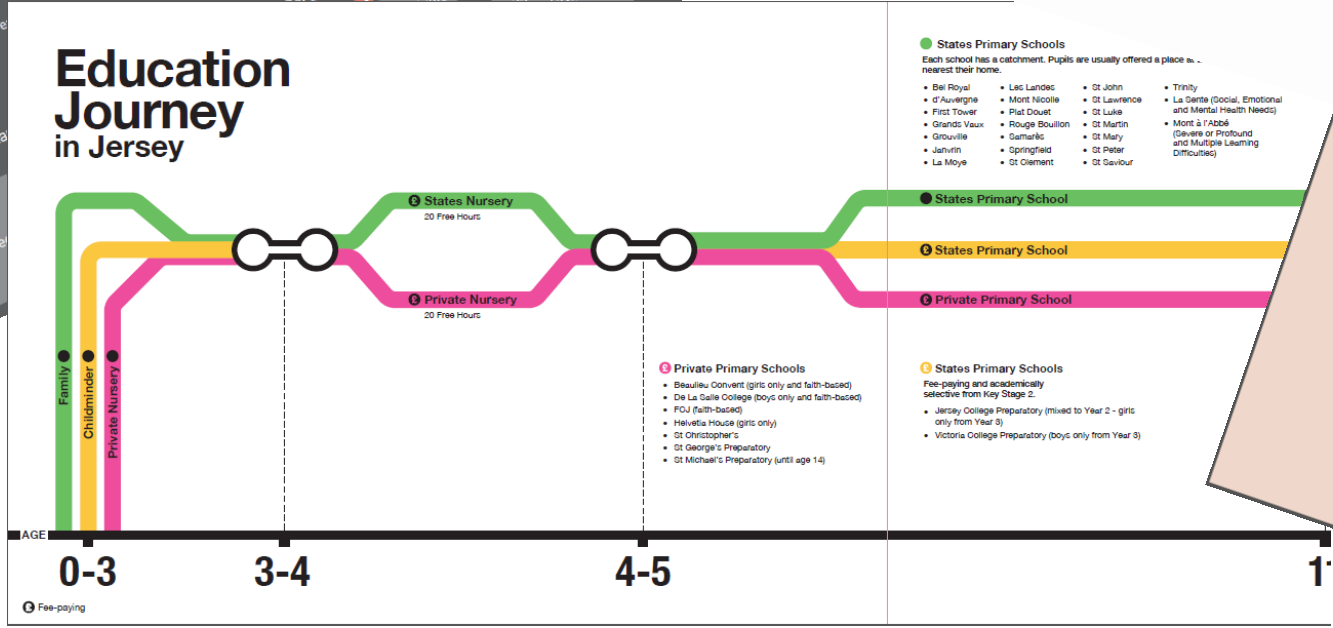 Education
Journey
in Jersey
States Primary Schools
Each school has a catchment. Pupils are usually offered a place
nearest their home.
• Bel Royal
• d'Auvergne
• First Tower
• Grands Vaux
• Grouville
• Janvrin
• La Moye
• Les Landes
• Mont Nicolle
• Plat Douet
• Rouge Bouillon
• Samarès
• Springfield
• St Clement
• St John
• St Lawrence
• St Luke
• St Martin
• St Mary
• St Peter
• St Saviour
• Trinity
• La Sente (Social, Emotional
and Mental Health Needs)
• Mont à l'Abbé
(Severe or Profound
and Multiple Learning
Difficulties)
£ States Nursery
20 Free Hours
States Primary School
£ States Primary School
£ Private Nursery
20 Free Hours
£ Private Primary School
Family
Childminder
Private Nursery
£ Private Primary Schools
• Beaulieu Convent (girls only and faith-based)
• De La Salle College (boys only and faith-based)
• FCJ (faith-based)
• Helvetia House (girls only)
• St Christopher's
• St George's Preparatory
• St Michael's Preparatory (until age 14)
£ States Primary Schools
Fee-paying and academically
selective from Key Stage 2.
• Jersey College Preparatory (mixed to Year 2 - girls
only from Year 3)
• Victoria College Preparatory (boys only from Year 3)
AGE
0-3
3-4
4-5
£ Fee-paying